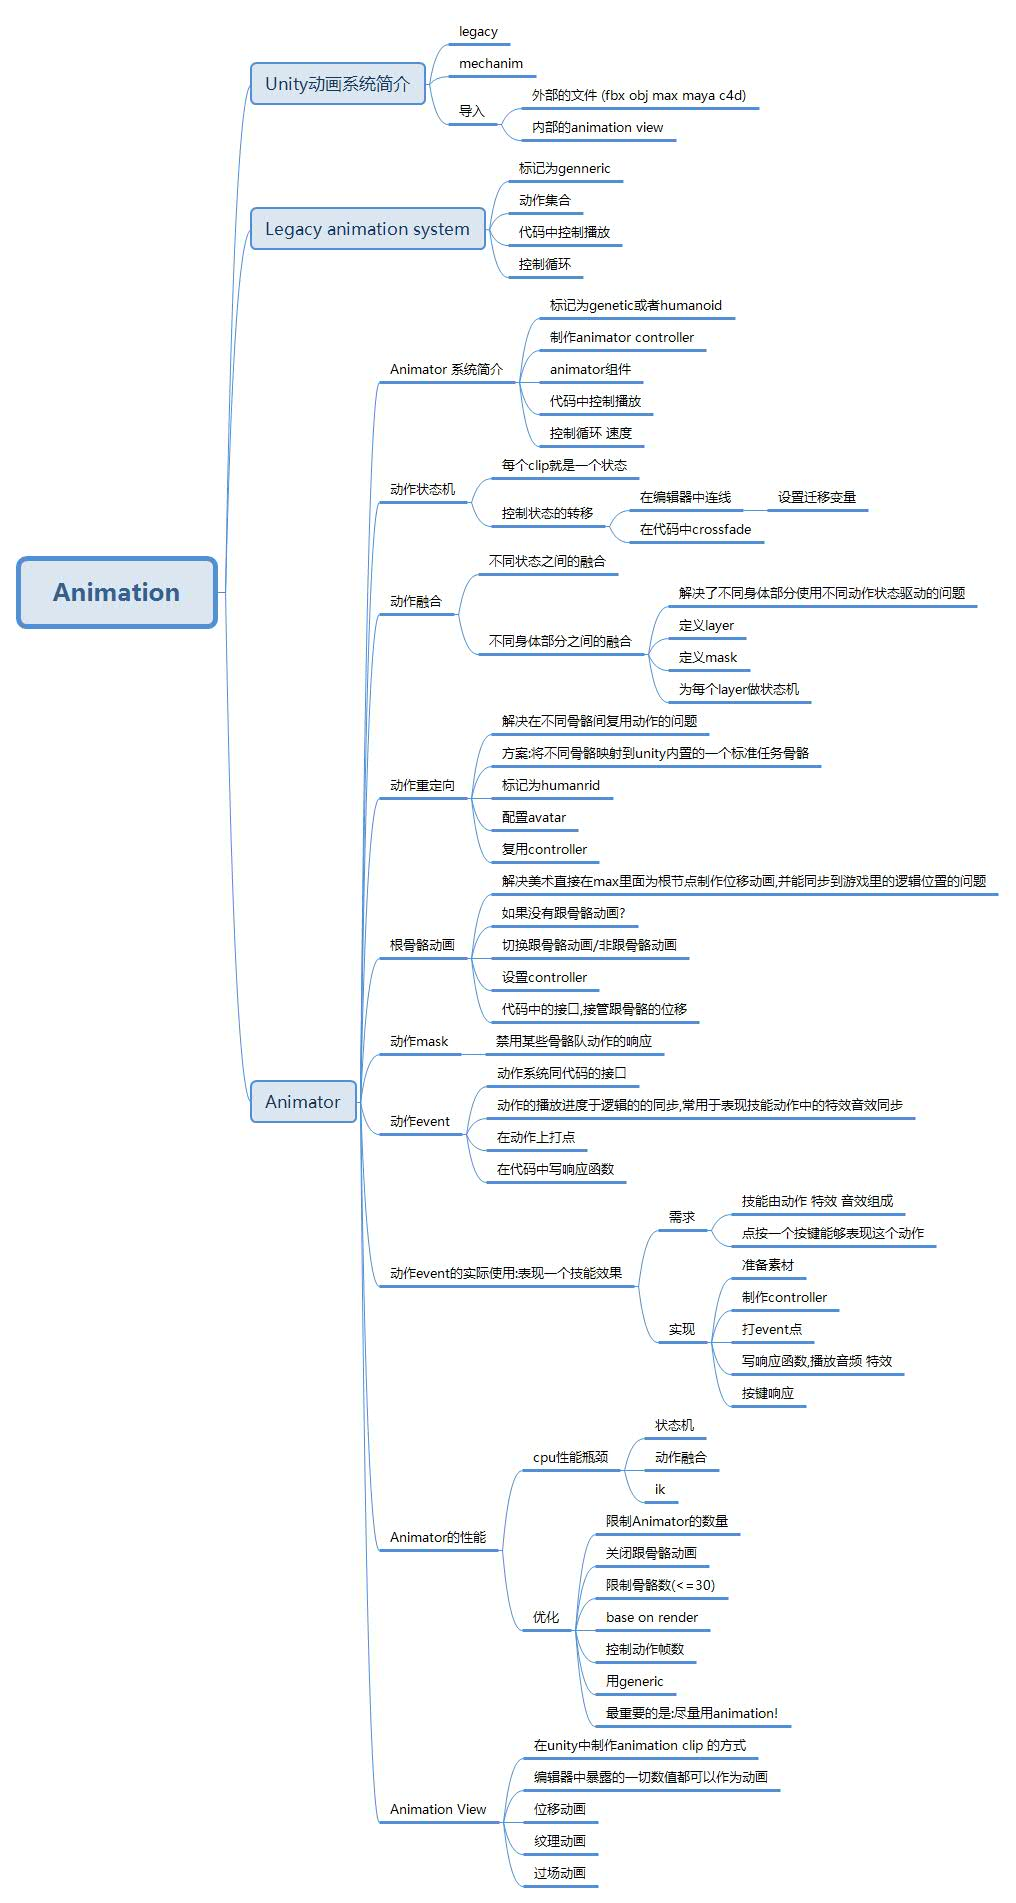 Animation
Unity动画系统简介
legacy
mechanim
导入
外部的文件 (fbx obj max maya c4d)
内部的animation view
Legacy animation system
标记为genneric
动作集合
代码中控制播放
控制循环
Animator
Animator 系统简介
标记为genetic或者humanoid
制作animator controller
animator组件
代码中控制播放
控制循环 速度
动作状态机
每个clip就是一个状态
控制状态的转移
在编辑器中连线
设置迁移变量
在代码中crossfade
动作融合
不同状态之间的融合
不同身体部分之间的融合
解决了不同身体部分使用不同动作状态驱动的问题
定义layer
定义mask
为每个layer做状态机
动作重定向
解决在不同骨骼间复用动作的问题
方案:将不同骨骼映射到unity内置的一个标准任务骨骼
标记为humanrid
配置avatar
复用controller
根骨骼动画
解决美术直接在max里面为根节点制作位移动画,并能同步到游戏里的逻辑位置的问题
如果没有跟骨骼动画?
切换跟骨骼动画/非跟骨骼动画
设置controller
代码中的接口,接管跟骨骼的位移
动作mask
禁用某些骨骼队动作的响应
动作event
动作系统同代码的接口
动作的播放进度于逻辑的的同步,常用于表现技能动作中的特效音效同步
在动作上打点
在代码中写响应函数
动作event的实际使用:表现一个技能效果
需求
技能由动作 特效 音效组成
点按一个按键能够表现这个动作
实现
准备素材
制作controller
打event点
写响应函数,播放音频 特效
按键响应
Animator的性能
cpu性能瓶颈
状态机
动作融合
ik
优化
限制Animator的数量
关闭跟骨骼动画
限制骨骼数(<=30)
base on render
控制动作帧数
用generic
最重要的是:尽量用animation!
Animation View
在unity中制作animation clip 的方式
编辑器中暴露的一切数值都可以作为动画
位移动画
纹理动画
过场动画